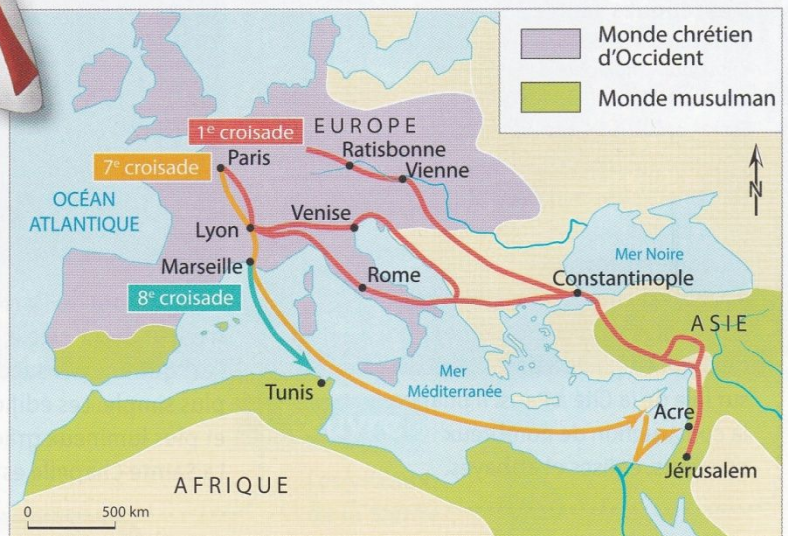 Monde chrétien
d'Occident
Monde musulman
1e croisade
EUROPE
7e croisade
Paris
Ratisbonne
Vienne
OCÉAN
ATLANTIQUE
Lyon
Venise
Mer Noire
Marseille
Rome
Constantinople
8e croisade
ASIE
Mer
Méditerranée
Tunis
Acre
Jérusalem
AFRIQUE
0 500 km
N